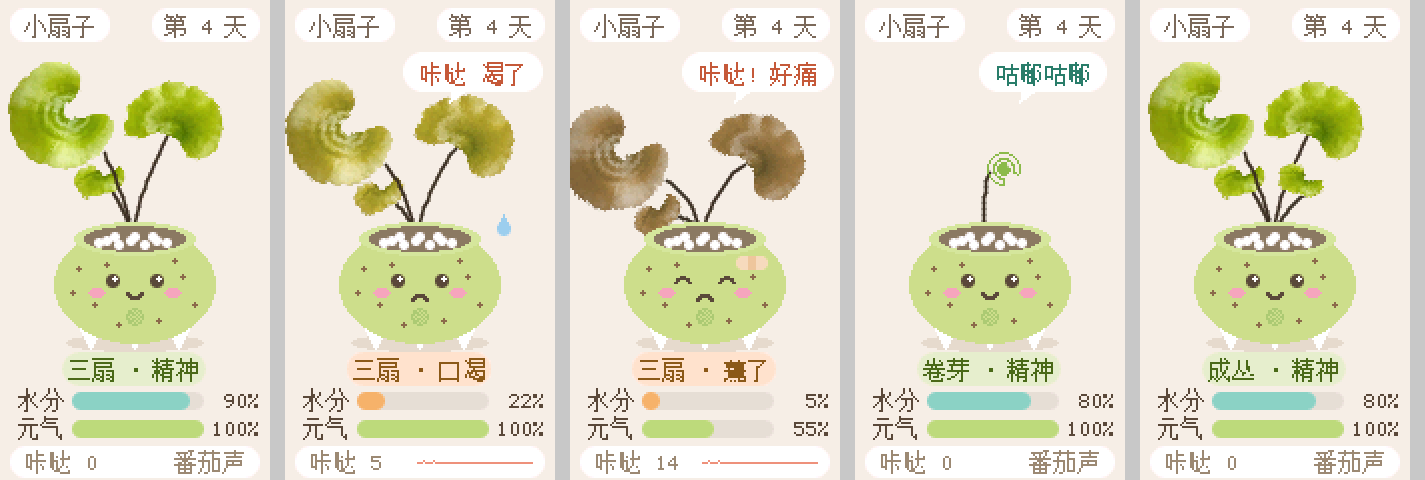 小扇子 第 4 天
三扇 · 精神
水分 90%
元气 100%
咔哒 0 番茄声
小扇子 第 4 天
咔哒 渴了
三扇 · 口渴
水分 22%
元气 100%
咔哒 5
小扇子 第 4 天
咔哒! 好痛
三扇 · 蔫了
水分 5%
元气 55%
咔哒 14
小扇子 第 4 天
咕嘟咕嘟
卷芽 · 精神
水分 80%
元气 100%
咔哒 0 番茄声
小扇子 第 4 天
成丛 · 精神
水分 80%
元气 100%
咔哒 0 番茄声